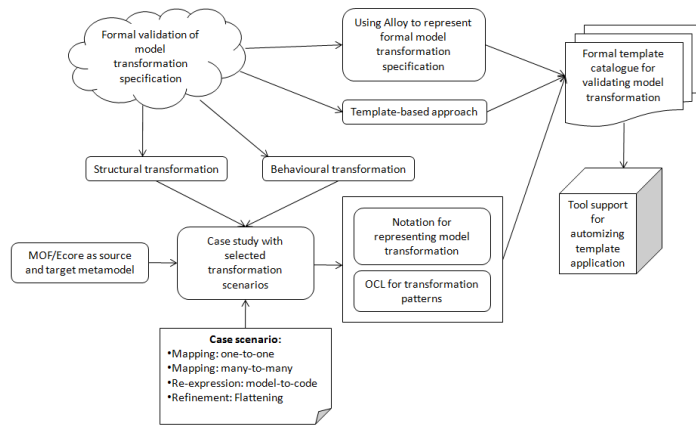 Formal validation of
model
transformation
specification
Using Alloy to represent
formal model
transformation
specification
Formal template
catalogue for
validating model
transformation
Template-based approach
Structural transformation
Behavioural transformation
Tool support
for
automizing
template
application
MOF/Ecore as source
and target metamodel
Case study with
selected
transformation
scenarios
Notation for
representing model
transformation
OCL for transformation
patterns
Case scenario:
•Mapping: one-to-one
•Mapping: many-to-many
•Re-expression: model-to-code
•Refinement: Flattening